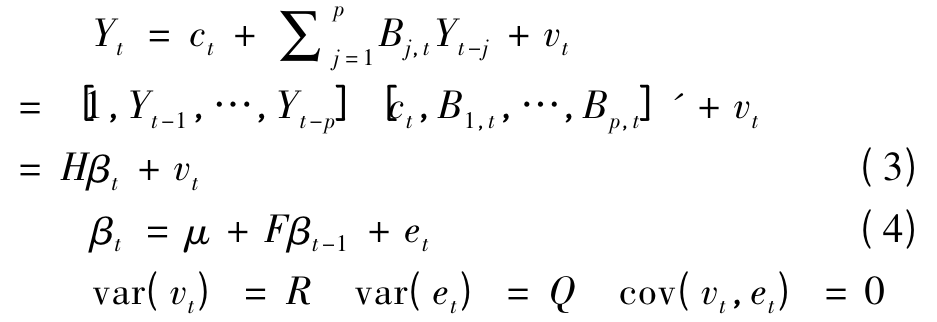 Y_t = c_t + ∑_{j=1}^{p} B_{j,t} Y_{t-j} + v_t
= [1, Y_{t-1}, ⋯, Y_{t-p}] [c_t, B_{1,t}, ⋯, B_{p,t}] ′ + v_t
= Hβ_t + v_t (3)
β_t = μ + Fβ_{t-1} + e_t (4)
var(v_t) = R var(e_t) = Q cov(v_t, e_t) = 0